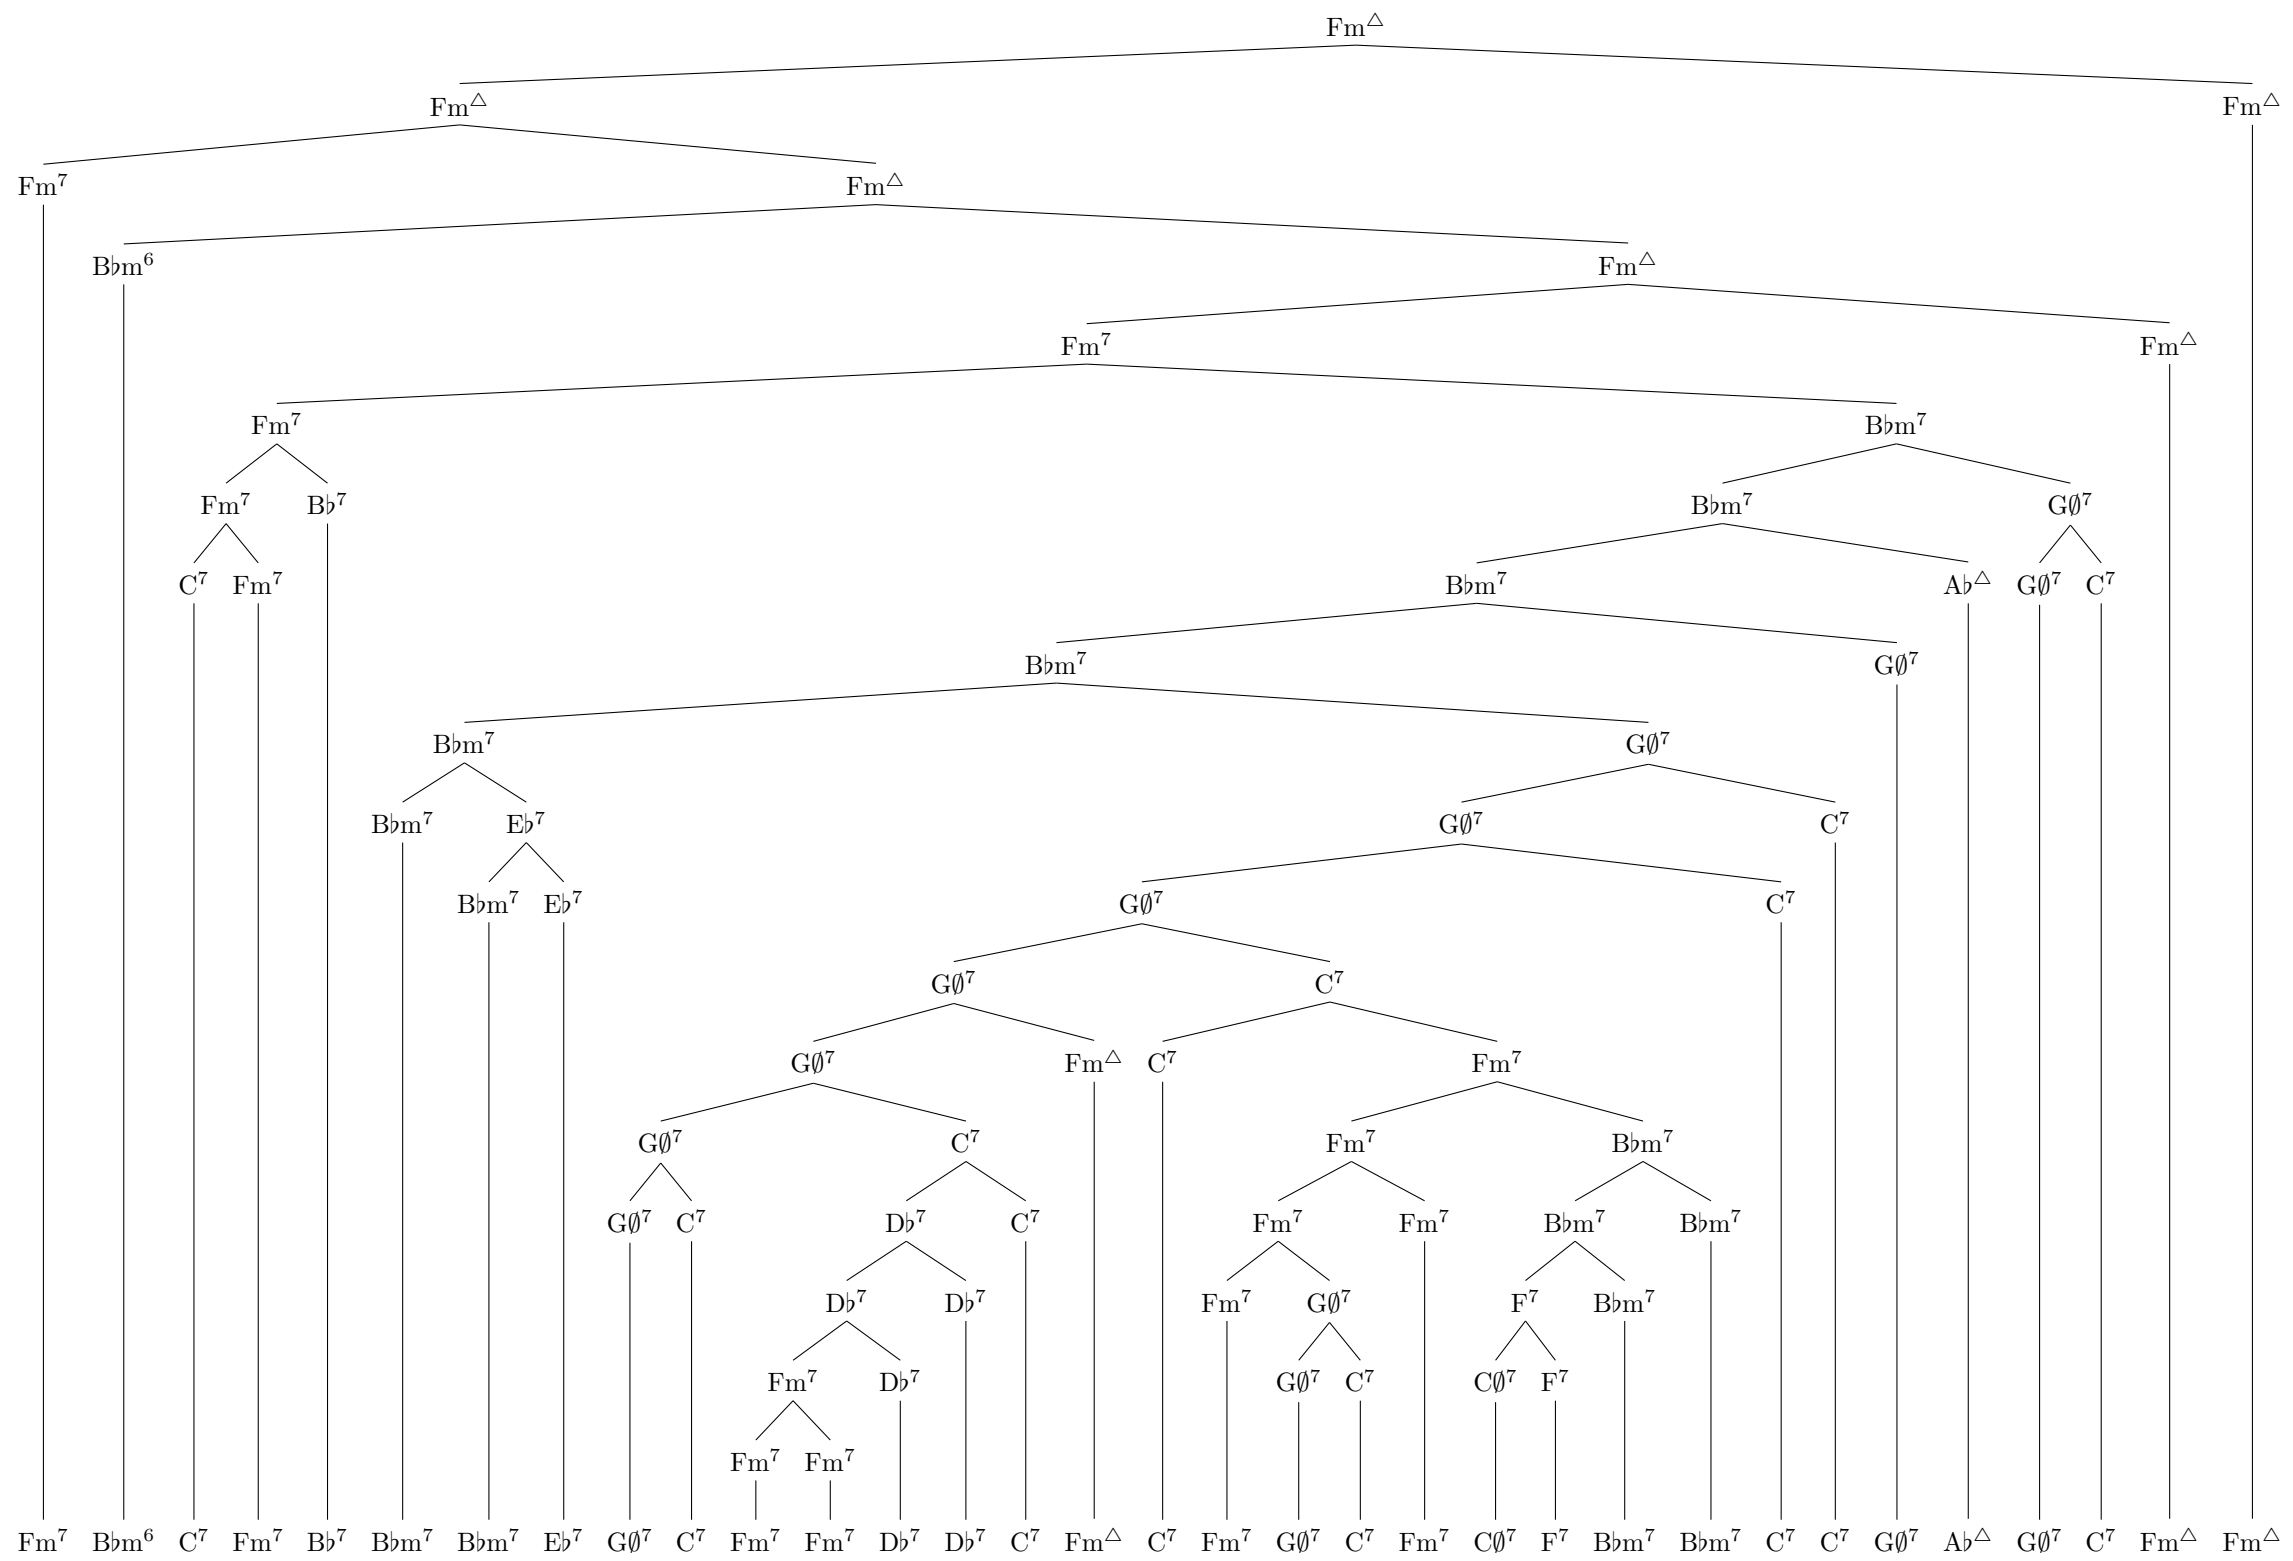 Fm△
Fm△ Fm△
Fm⁷ Fm△
B♭m⁶ Fm△
Fm⁷ Fm△
Fm⁷ B♭m⁷
Fm⁷ B♭⁷ B♭m⁷ G∅⁷
C⁷ Fm⁷ B♭m⁷ A♭△ G∅⁷ C⁷
B♭m⁷ G∅⁷
B♭m⁷ G∅⁷
B♭m⁷ E♭⁷ G∅⁷ C⁷
B♭m⁷ E♭⁷ G∅⁷ C⁷
G∅⁷ C⁷
G∅⁷ Fm△ C⁷ Fm⁷
G∅⁷ C⁷ Fm⁷ B♭m⁷
G∅⁷ C⁷ D♭⁷ C⁷ Fm⁷ Fm⁷ B♭m⁷ B♭m⁷
D♭⁷ D♭⁷ Fm⁷ G∅⁷ F⁷ B♭m⁷
Fm⁷ D♭⁷ G∅⁷ C⁷ C∅⁷ F⁷
Fm⁷ Fm⁷
Fm⁷ B♭m⁶ C⁷ Fm⁷ B♭⁷ B♭m⁷ B♭m⁷ E♭⁷ G∅⁷ C⁷ Fm⁷ Fm⁷ D♭⁷ D♭⁷ C⁷ Fm△ C⁷ Fm⁷ G∅⁷ C⁷ Fm⁷ C∅⁷ F⁷ B♭m⁷ B♭m⁷ C⁷ C⁷ G∅⁷ A♭△ G∅⁷ C⁷ Fm△ Fm△